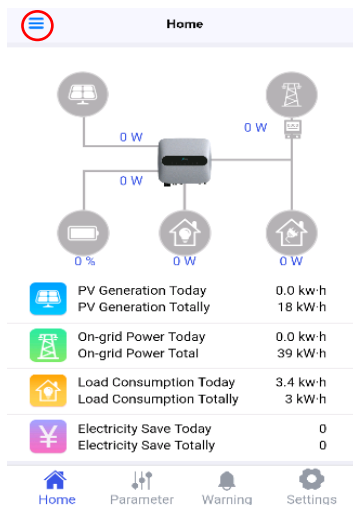 Home
0 W
0 W
0 W
0 %
0 W
0 W
PV Generation Today 0.0 kw·h
PV Generation Totally 18 kw·h
On-grid Power Today 0.0 kw·h
On-grid Power Total 39 kw·h
Load Consumption Today 3.4 kw·h
Load Consumption Totally 3 kw·h
¥
Electricity Save Today 0
Electricity Save Totally 0
Home Parameter Warning Settings